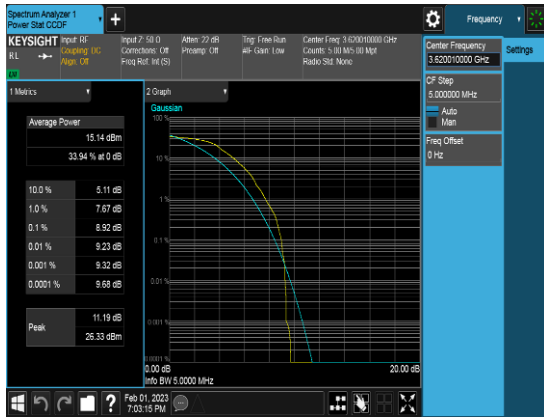 Spectrum Analyzer 1
Power Stat CCDF
+
Frequency
KEYSIGHT
RL
Input: RF
Coupling: DC
Align: Off
Input Z: 50 Ω
Corrections: Off
Freq Ref: Int (S)
Atten: 22 dB
Preamp: Off
Trig: Free Run
#IF Gain: Low
Center Freq: 3.620010000 GHz
Counts: 5.00 M/5.00 Mpt
Radio Std: None
1 Metrics
Average Power
15.14 dBm
33.94 % at 0 dB
10.0 % 5.11 dB
1.0 % 7.67 dB
0.1 % 8.92 dB
0.01 % 9.23 dB
0.001 % 9.32 dB
0.0001 % 9.68 dB
Peak
11.19 dB
26.33 dBm
2 Graph
Gaussian
100 %
10 %
1 %
0.1 %
0.01 %
0.001 %
0.0001 %
0.00 dB 20.00 dB
Info BW 5.0000 MHz
Center Frequency
3.620010000 GHz
Settings
CF Step
5.000000 MHz
Auto
Man
Freq Offset
0 Hz
?
Feb 01, 2023
7:03:15 PM